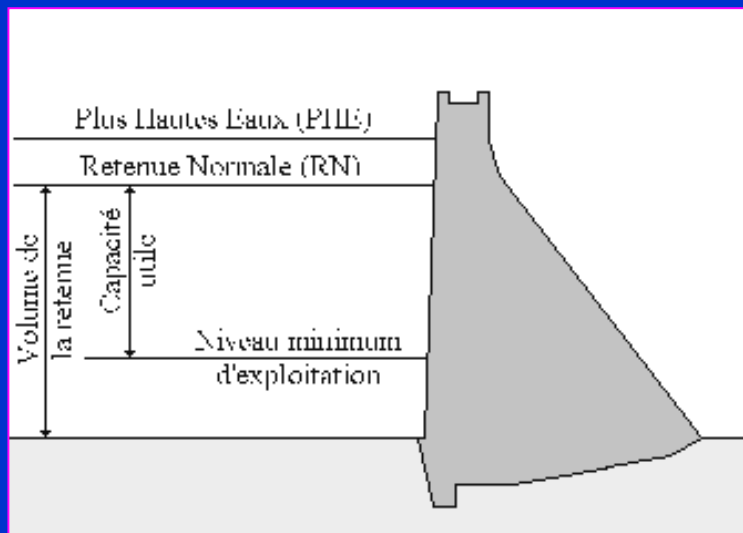 Plus Hautes Eaux (PHE)
Retenue Normale (RN)
Volume de
la retenue
Capacité
utile
Niveau minimum
d'exploitation